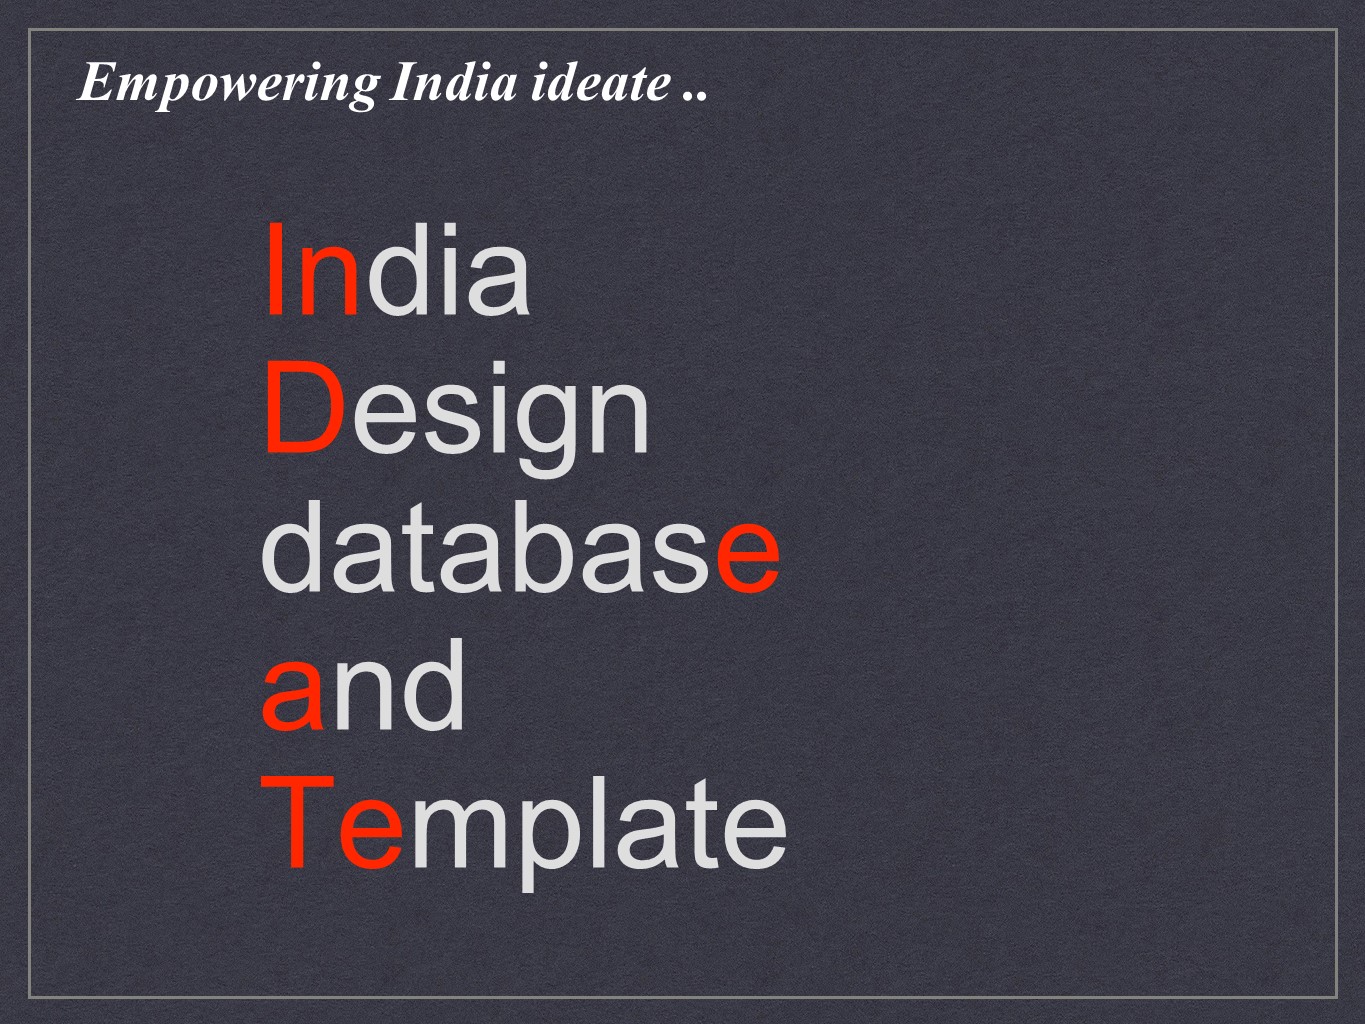 Empowering India ideate ..
India
Design
database
and
Template